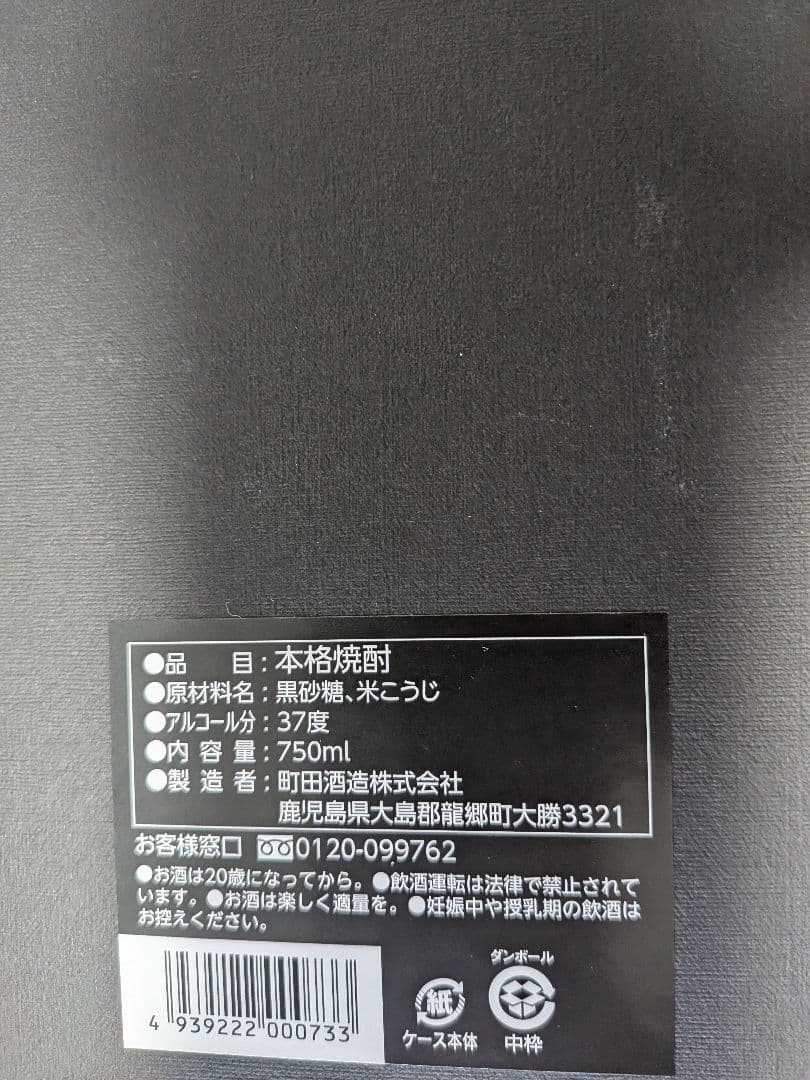 ●品　目：本格焼酎
●原材料名：黒砂糖、米こうじ
●アルコール分：37度
●内容量：750ml
●製造者：町田酒造株式会社
鹿児島県大島郡龍郷町大勝3321
お客様窓口 0120-099762
●お酒は20歳になってから。●飲酒運転は法律で禁止されて
います。●お酒は楽しく適量を。●妊娠中や授乳期の飲酒は
お控えください。
4 939222 000733
紙
ケース本体
ダンボール
中枠